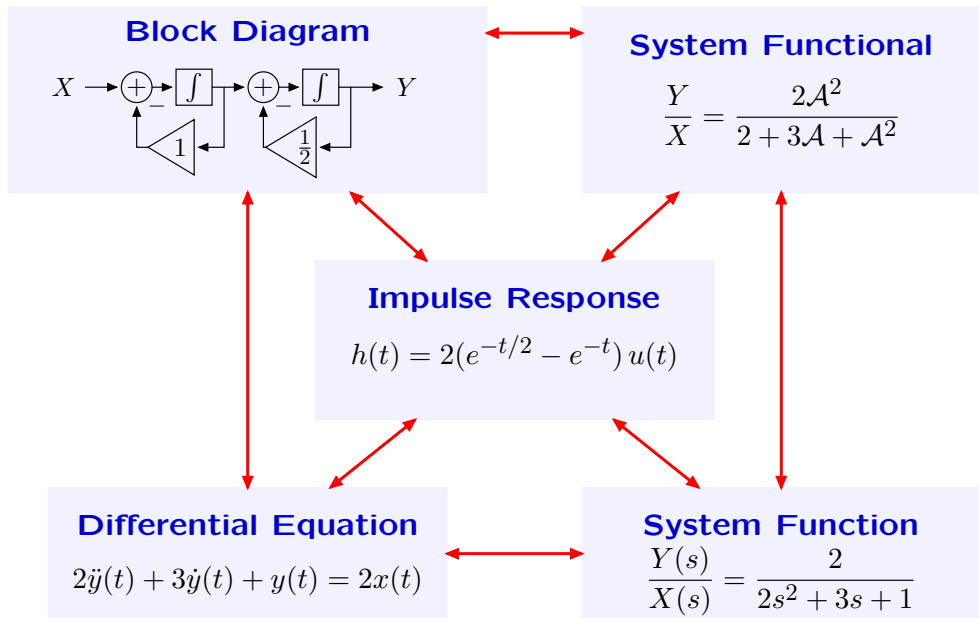 Block Diagram
X + − ∫ + − ∫ Y
1 1/2
System Functional
Y/X = 2𝒜²/(2 + 3𝒜 + 𝒜²)
Impulse Response
h(t) = 2(e^{−t/2} − e^{−t}) u(t)
Differential Equation
2ÿ(t) + 3ẏ(t) + y(t) = 2x(t)
System Function
Y(s)/X(s) = 2/(2s² + 3s + 1)